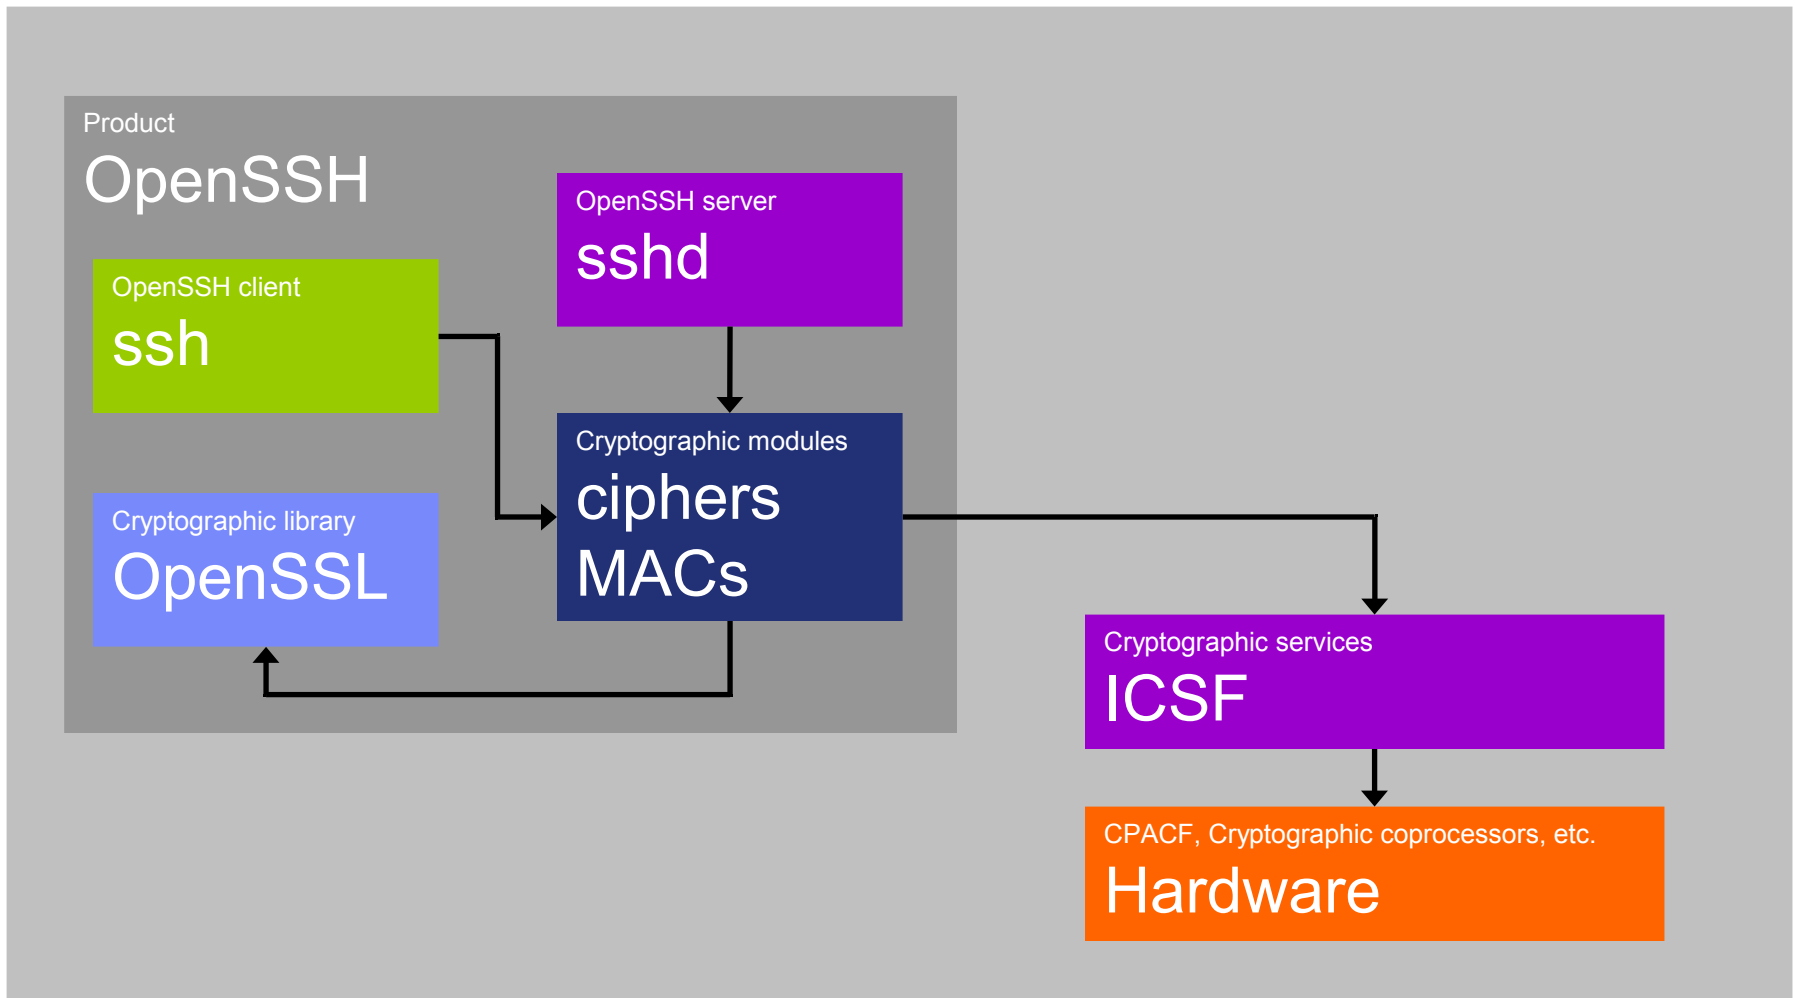 Product
OpenSSH
OpenSSH server
sshd
OpenSSH client
ssh
Cryptographic modules
ciphers
MACs
Cryptographic library
OpenSSL
Cryptographic services
ICSF
CPACF, Cryptographic coprocessors, etc.
Hardware